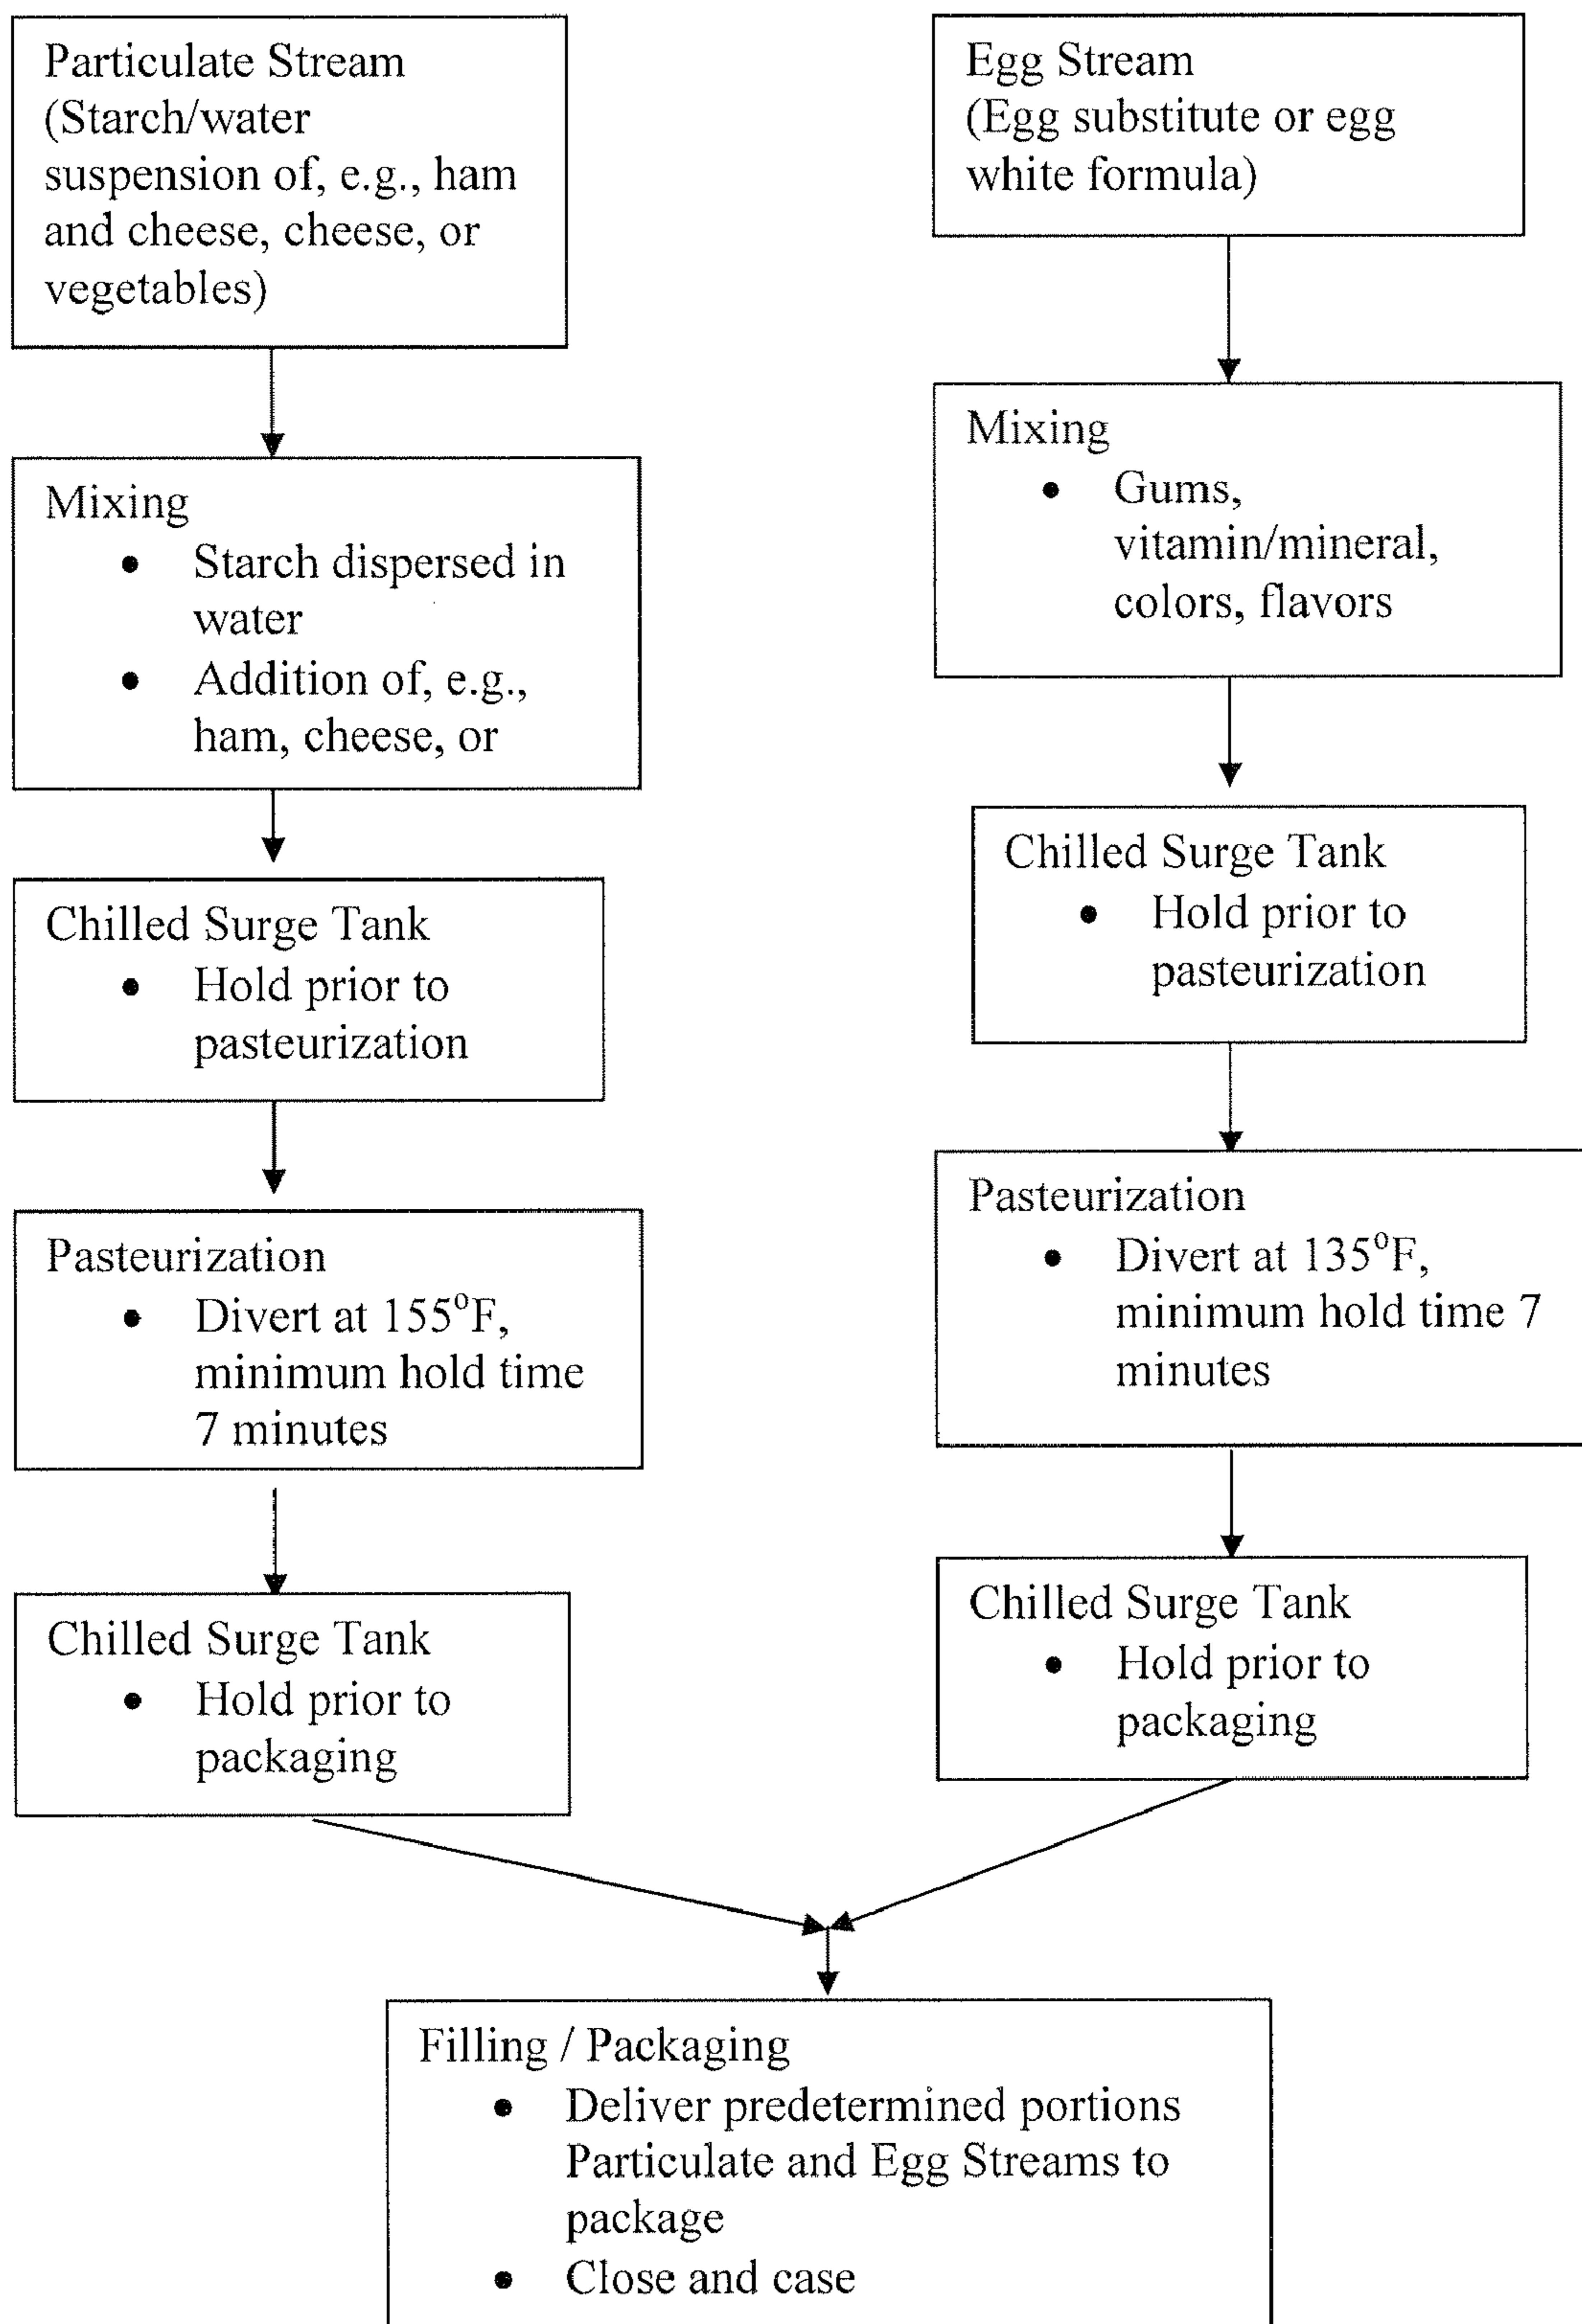 Particulate Stream
(Starch/water
suspension of, e.g., ham
and cheese, cheese, or
vegetables)
Mixing
• Starch dispersed in
water
• Addition of, e.g.,
ham, cheese, or
Chilled Surge Tank
• Hold prior to
pasteurization
Pasteurization
• Divert at 155°F,
minimum hold time
7 minutes
Chilled Surge Tank
• Hold prior to
packaging
Egg Stream
(Egg substitute or egg
white formula)
Mixing
• Gums,
vitamin/mineral,
colors, flavors
Chilled Surge Tank
• Hold prior to
pasteurization
Pasteurization
• Divert at 135°F,
minimum hold time 7
minutes
Chilled Surge Tank
• Hold prior to
packaging
Filling / Packaging
• Deliver predetermined portions
Particulate and Egg Streams to
package
• Close and case